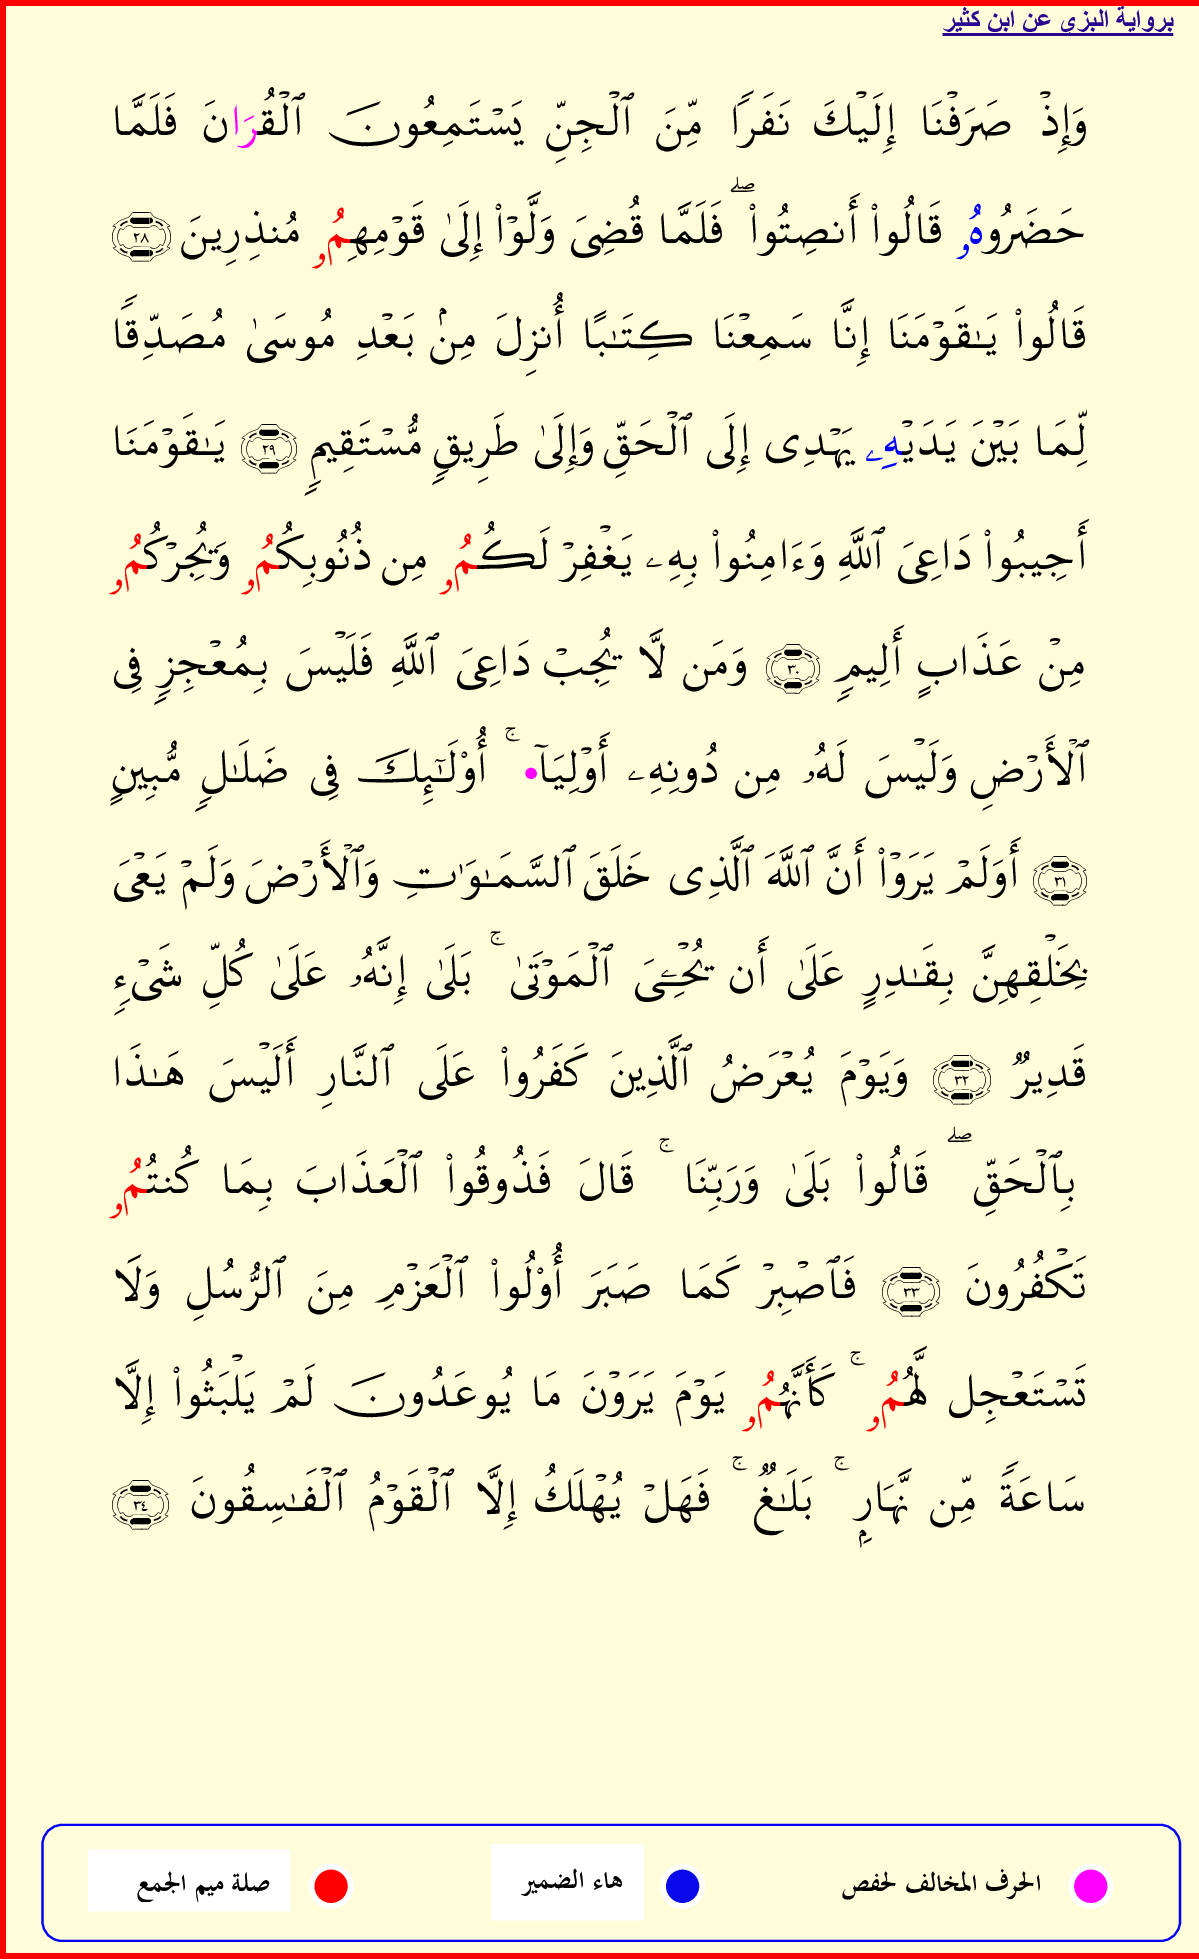 برواية البزي عن ابن كثير
وَإِذۡ صَرَفۡنَا إِلَيۡكَ نَفَرٗا مِّنَ ٱلۡجِنِّ يَسۡتَمِعُونَ ٱلۡقُرَانَ فَلَمَّا
حَضَرُوهُۥ قَالُواْ أَنصِتُواْۖ فَلَمَّا قُضِيَ وَلَّوۡاْ إِلَىٰ قَوۡمِهِمُۥ مُنذِرِينَ ٢٨
قَالُواْ يَٰقَوۡمَنَا إِنَّا سَمِعۡنَا كِتَٰبًا أُنزِلَ مِنۢ بَعۡدِ مُوسَىٰ مُصَدِّقٗا
لِّمَا بَيۡنَ يَدَيۡهِۦ يَهۡدِي إِلَى ٱلۡحَقِّ وَإِلَىٰ طَرِيقٖ مُّسۡتَقِيمٖ ٢٩ يَٰقَوۡمَنَا
أَجِيبُواْ دَاعِيَ ٱللَّهِ وَءَامِنُواْ بِهِۦ يَغۡفِرۡ لَكُمُۥ مِن ذُنُوبِكُمُۥ وَيُجِرۡكُمُۥ
مِنۡ عَذَابٍ أَلِيمٖ ٣٠ وَمَن لَّا يُجِبۡ دَاعِيَ ٱللَّهِ فَلَيۡسَ بِمُعۡجِزٖ فِي
ٱلۡأَرۡضِ وَلَيۡسَ لَهُۥ مِن دُونِهِۦ أَوۡلِيَآ•ۚ أُوْلَٰٓئِكَ فِي ضَلَٰلٖ مُّبِينٍ
٣١ أَوَلَمۡ يَرَوۡاْ أَنَّ ٱللَّهَ ٱلَّذِي خَلَقَ ٱلسَّمَٰوَٰتِ وَٱلۡأَرۡضَ وَلَمۡ يَعۡيَ
بِخَلۡقِهِنَّ بِقَٰدِرٍ عَلَىٰ أَن يُحۡـِۧيَ ٱلۡمَوۡتَىٰۚ بَلَىٰ إِنَّهُۥ عَلَىٰ كُلِّ شَيۡءٖ
قَدِيرٞ ٣٢ وَيَوۡمَ يُعۡرَضُ ٱلَّذِينَ كَفَرُواْ عَلَى ٱلنَّارِ أَلَيۡسَ هَٰذَا
بِٱلۡحَقِّۖ قَالُواْ بَلَىٰ وَرَبِّنَاۚ قَالَ فَذُوقُواْ ٱلۡعَذَابَ بِمَا كُنتُمُۥ
تَكۡفُرُونَ ٣٣ فَٱصۡبِرۡ كَمَا صَبَرَ أُوْلُواْ ٱلۡعَزۡمِ مِنَ ٱلرُّسُلِ وَلَا
تَسۡتَعۡجِل لَّهُمُۥۚ كَأَنَّهُمُۥ يَوۡمَ يَرَوۡنَ مَا يُوعَدُونَ لَمۡ يَلۡبَثُواْ إِلَّا
سَاعَةٗ مِّن نَّهَارِۭۚ بَلَٰغٞۚ فَهَلۡ يُهۡلَكُ إِلَّا ٱلۡقَوۡمُ ٱلۡفَٰسِقُونَ ٣٤
الحرف المخالف لحفص هاء الضمير صلة ميم الجمع